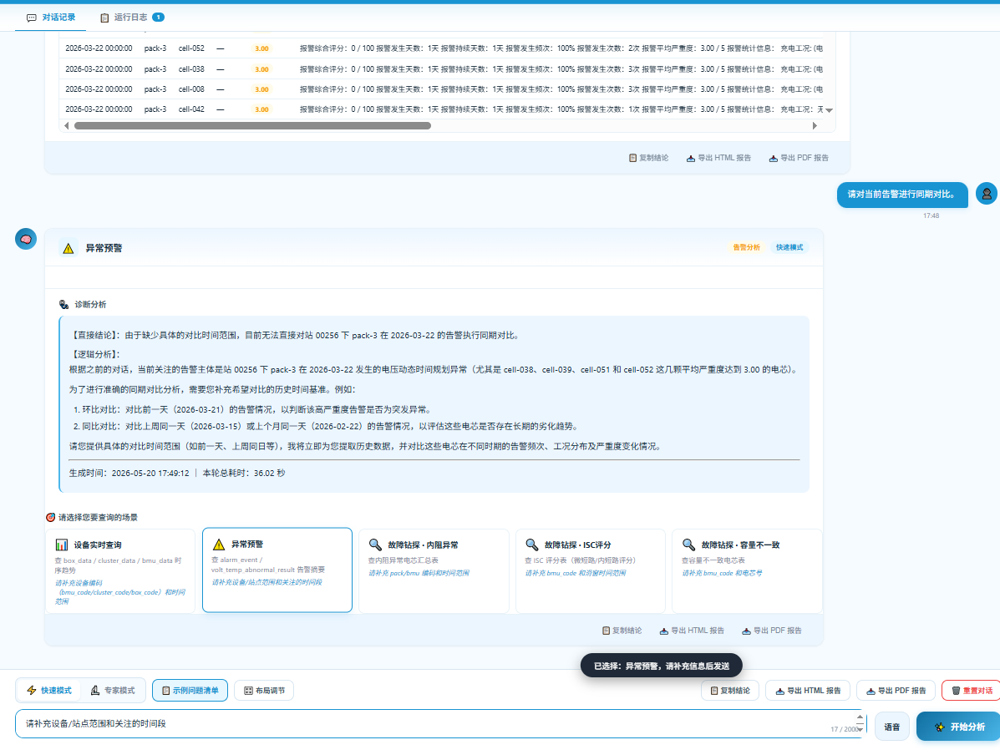 对话记录
运行日志 1
2026-03-22 00:00:00 pack-3 cell-052 — 3.00 报警综合评分：0 / 100 报警发生天数：1天 报警持续天数：1天 报警发生频次：100% 报警发生次数：2次 报警平均严重度：3.00 / 5 报警统计信息： 充电工况: (电
2026-03-22 00:00:00 pack-3 cell-038 — 3.00 报警综合评分：0 / 100 报警发生天数：1天 报警持续天数：1天 报警发生频次：100% 报警发生次数：3次 报警平均严重度：3.00 / 5 报警统计信息： 充电工况: (电
2026-03-22 00:00:00 pack-3 cell-008 — 3.00 报警综合评分：0 / 100 报警发生天数：1天 报警持续天数：1天 报警发生频次：100% 报警发生次数：3次 报警平均严重度：3.00 / 5 报警统计信息： 充电工况: (电
2026-03-22 00:00:00 pack-3 cell-042 — 3.00 报警综合评分：0 / 100 报警发生天数：1天 报警持续天数：1天 报警发生频次：100% 报警发生次数：1次 报警平均严重度：3.00 / 5 报警统计信息： 充电工况：无
复制结论 导出 HTML 报告 导出 PDF 报告
请对当前告警进行同期对比。
17:48
异常预警 告警分析 快速模式
诊断分析
【直接结论】：由于缺少具体的对比时间范围，目前无法直接对站 00256 下 pack-3 在 2026-03-22 的告警执行同期对比。
【逻辑分析】：
根据之前的对话，当前关注的告警主体是站 00256 下 pack-3 在 2026-03-22 发生的电压动态时间规划异常（尤其是 cell-038、cell-039、cell-051 和 cell-052 这几颗平均严重度达到 3.00 的电芯）。
为了进行准确的同期对比分析，需要您补充希望对比的历史时间基准。例如：
1. 环比对比：对比前一天（2026-03-21）的告警情况，以判断该高严重度告警是否为突发异常。
2. 同比对比：对比上周同一天（2026-03-15）或上个月同一天（2026-02-22）的告警情况，以评估这些电芯是否存在长期的劣化趋势。
请您提供具体的对比时间范围（如前一天、上周同日等），我将立即为您提取历史数据，并对比这些电芯在不同时期的告警频次、工况分布及严重度变化情况。
生成时间：2026-05-20 17:49:12 ｜ 本轮总耗时：36.02 秒
请选择您要查询的场景
设备实时查询
查 box_data / cluster_data / bmu_data 时
序趋势
请补充设备编码
（bmu_code/cluster_code/box_code）和时间
范围
异常预警
查 alarm_event /
volt_temp_abnormal_result 告警摘要
请补充设备/站点范围和关注的时间段
故障钻探 · 内阻异常
查内阻异常电芯汇总表
请补充 pack/bmu 编码和时间范围
故障钻探 · ISC评分
查 ISC 评分表（微短路/内短路评分）
请补充 bmu_code 和滑窗时间范围
故障钻探 · 容量不一致
查容量不一致电芯表
请补充 bmu_code 和电芯号
复制结论 导出 HTML 报告 导出 PDF 报告
已选择：异常预警，请补充信息后发送
快速模式 专家模式 示例问题清单 布局调节 复制结论 导出 HTML 报告 导出 PDF 报告 重置对话
请补充设备/站点范围和关注的时间段
17 / 2000
语音
开始分析